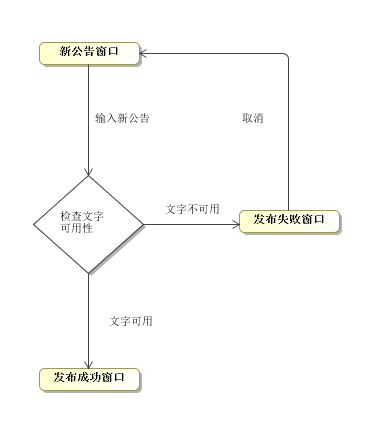 新公告窗口
输入新公告
取消
文字不可用
检查文字
可用性
发布失败窗口
文字可用
发布成功窗口